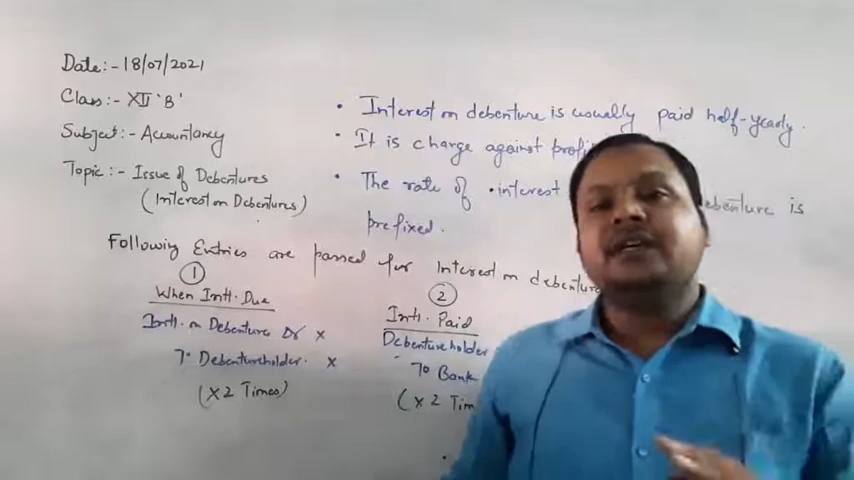 Date:- 18/07/2021
Class:- XII 'B'
Subject:- Accountancy
Topic:- Issue of Debentures
(Interest on Debentures)
• Interest on debenture is usually paid half-yearly.
• It is charge against
• The rate of interest debenture is
prefixed.
Following Entries are passed for Interest on debenture
1
When Intt. Due
Intt. on Debenture Dr x
To Debentureholder. x
(x 2 Times)
2
Intt. Paid
Debentureholder
To Bank
(x 2